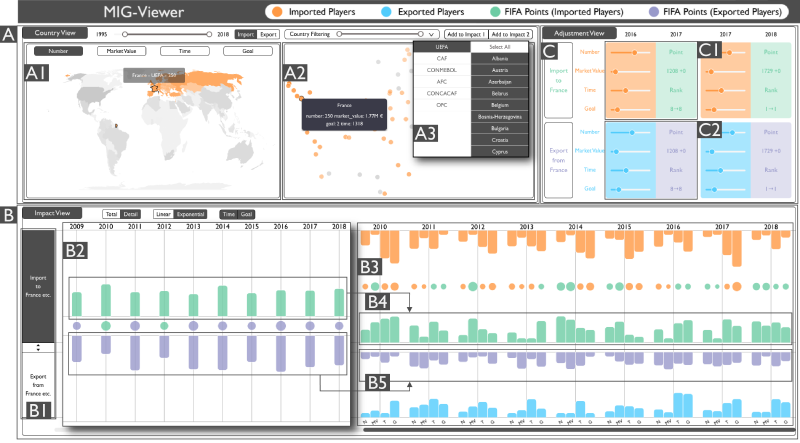 MIG-Viewer
Imported Players
Exported Players
FIFA Points (Imported Players)
FIFA Points (Exported Players)
A
Country View
1995
2018
Import
Export
Country Filtering
Add to Impact 1
Add to Impact 2
Number
Market Value
Time
Goal
A1
France - UEFA - 250
A2
France
number: 250 market_value: 1.77M €
goal: 2 time: 1118
A3
UEFA
CAF
CONMEBOL
AFC
CONCACAF
OFC
Select All
Albania
Austria
Azerbaijan
Belarus
Belgium
Bosnia-Herzegovina
Bulgaria
Croatia
Cyprus
Adjustment View
2016
2017
2017
2018
C
C1
Import
to
France
Number
Market Value
Time
Goal
Point
1208 +0
Rank
8→8
Point
1729 +0
Rank
1→1
C2
Export
from
France
Number
Market Value
Time
Goal
Point
1208 +0
Rank
8→8
Point
1729 +0
Rank
1→1
B
Impact View
Total
Detail
Linear
Exponential
Time
Goal
2009 2010 2011 2012 2013 2014 2015 2016 2017 2018
2010 2011 2012 2013 2014 2015 2016 2017 2018
Import
to
France etc.
Export
from
France etc.
B1
B2
B3
B4
B5
N MV T G N MV T G N MV T G N MV T G N MV T G N MV T G N MV T G N MV T G N MV T G